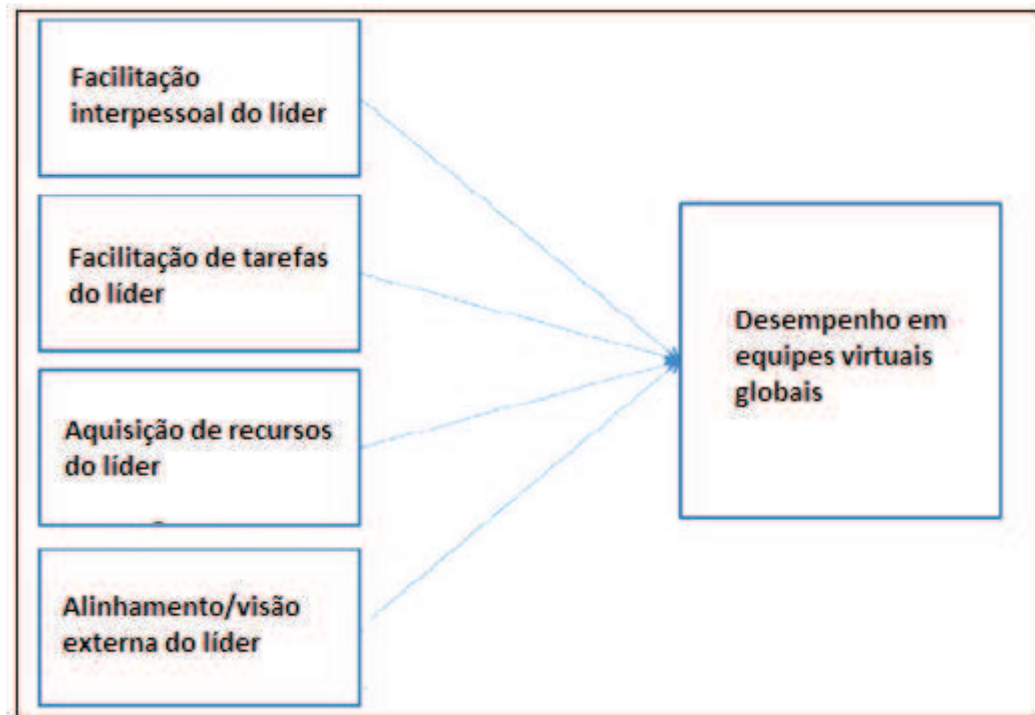 Facilitação
interpessoal do líder
Facilitação de tarefas
do líder
Aquisição de recursos
do líder
Alinhamento/visão
externa do líder
Desempenho em
equipes virtuais
globais